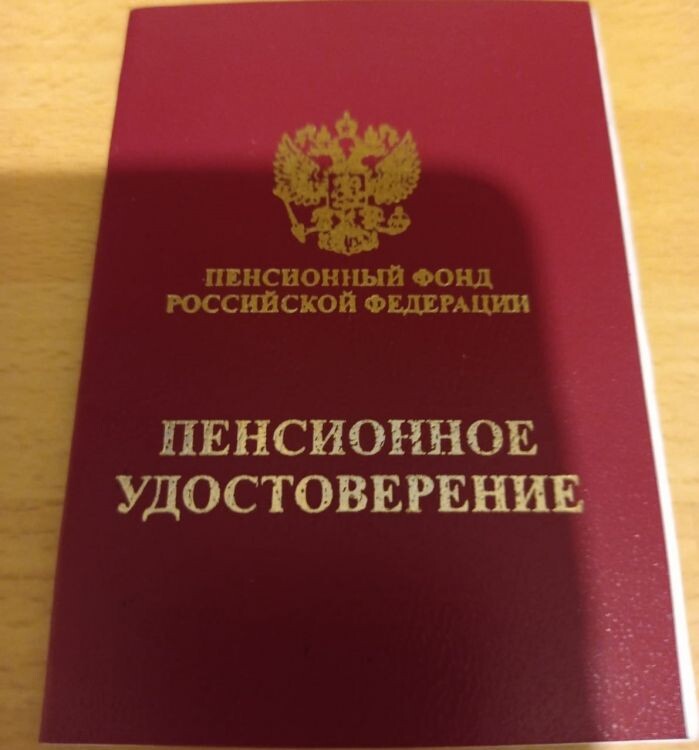 ПЕНСИОННЫЙ ФОНД
РОССИЙСКОЙ ФЕДЕРАЦИИ
ПЕНСИОННОЕ
УДОСТОВЕРЕНИЕ